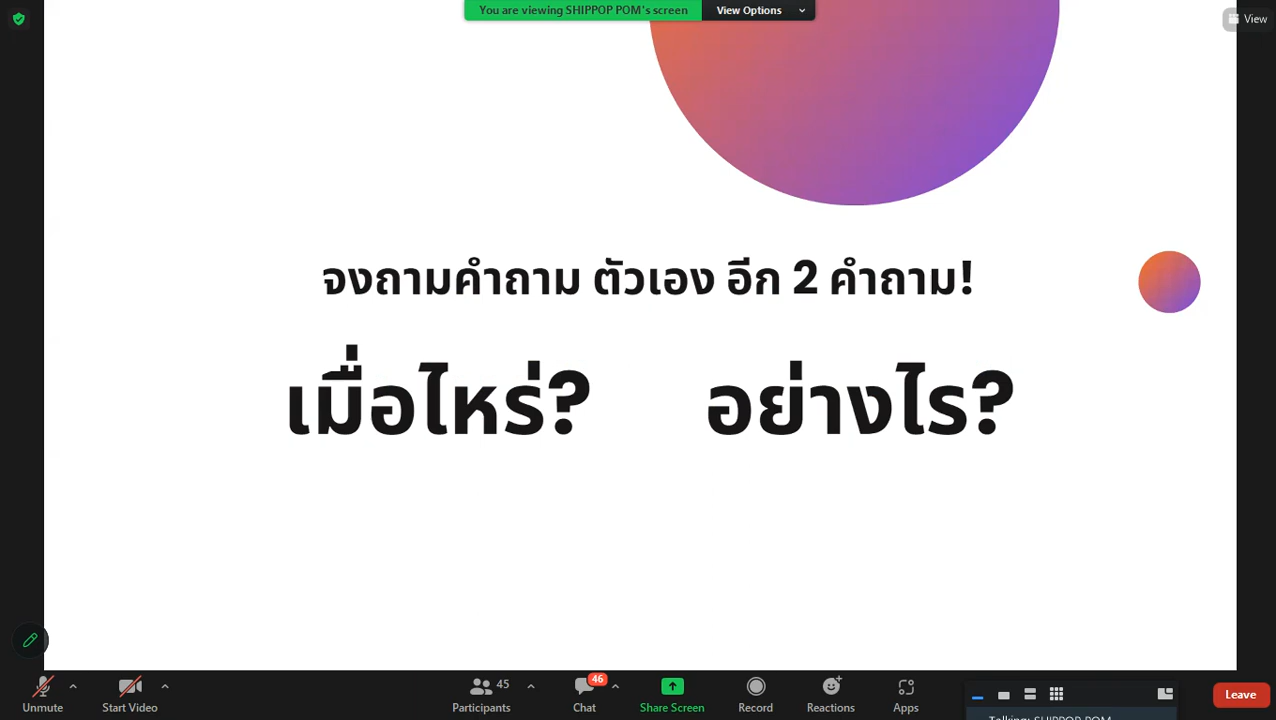 You are viewing SHIPPOP POM's screen View Options
View
จงถามคำถาม ตัวเอง อีก 2 คำถาม!
เมื่อไหร่? อย่างไร?
Unmute Start Video Participants 45 Chat 46 Share Screen Record Reactions Apps Leave
Talking: SHIPPOP POM